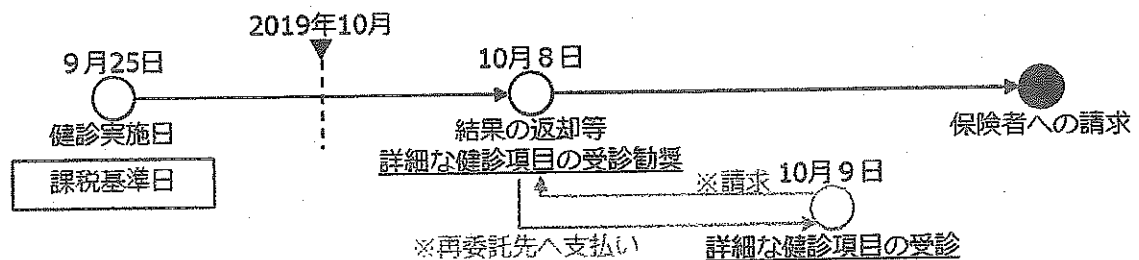 2019年10月
9月25日
10月8日
健診実施日
結果の返却等
保険者への請求
課税基準日
詳細な健診項目の受診勧奨
※請求
10月9日
※再委託先へ支払い
詳細な健診項目の受診